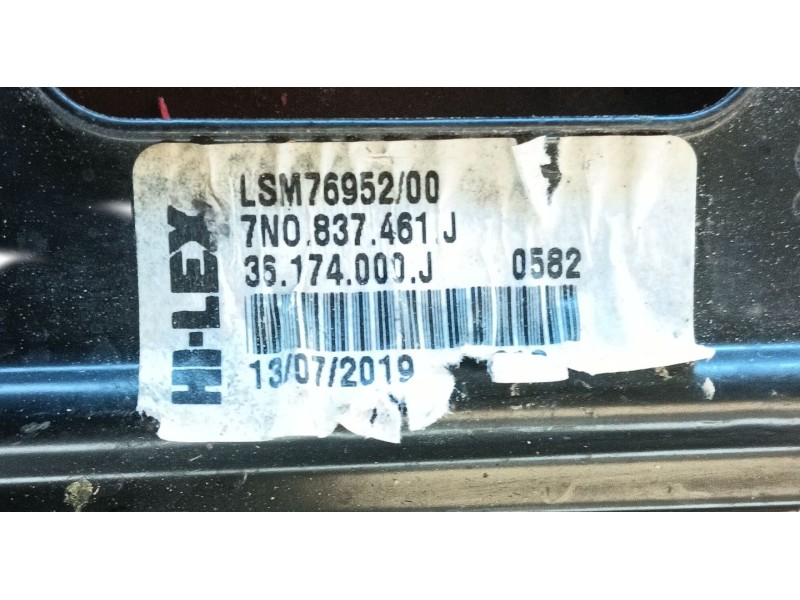 HI-LEX
LSM76952/00
7N0.837.461.J
36.174.000.J 0582
13/07/2019